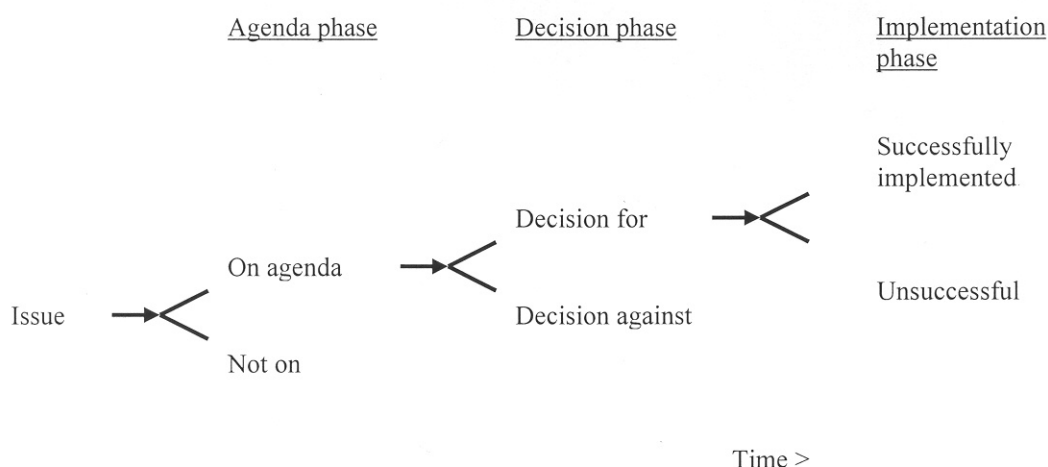 Agenda phase
Decision phase
Implementation
phase
Successfully
implemented
Decision for
On agenda
Unsuccessful
Issue
Decision against
Not on
Time >